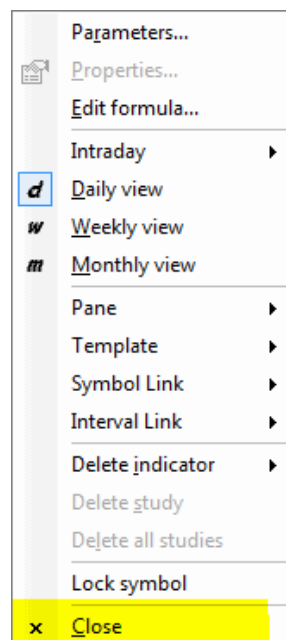 Parameters...
Properties...
Edit formula...
Intraday
d Daily view
w Weekly view
m Monthly view
Pane
Template
Symbol Link
Interval Link
Delete indicator
Delete study
Delete all studies
Lock symbol
x Close